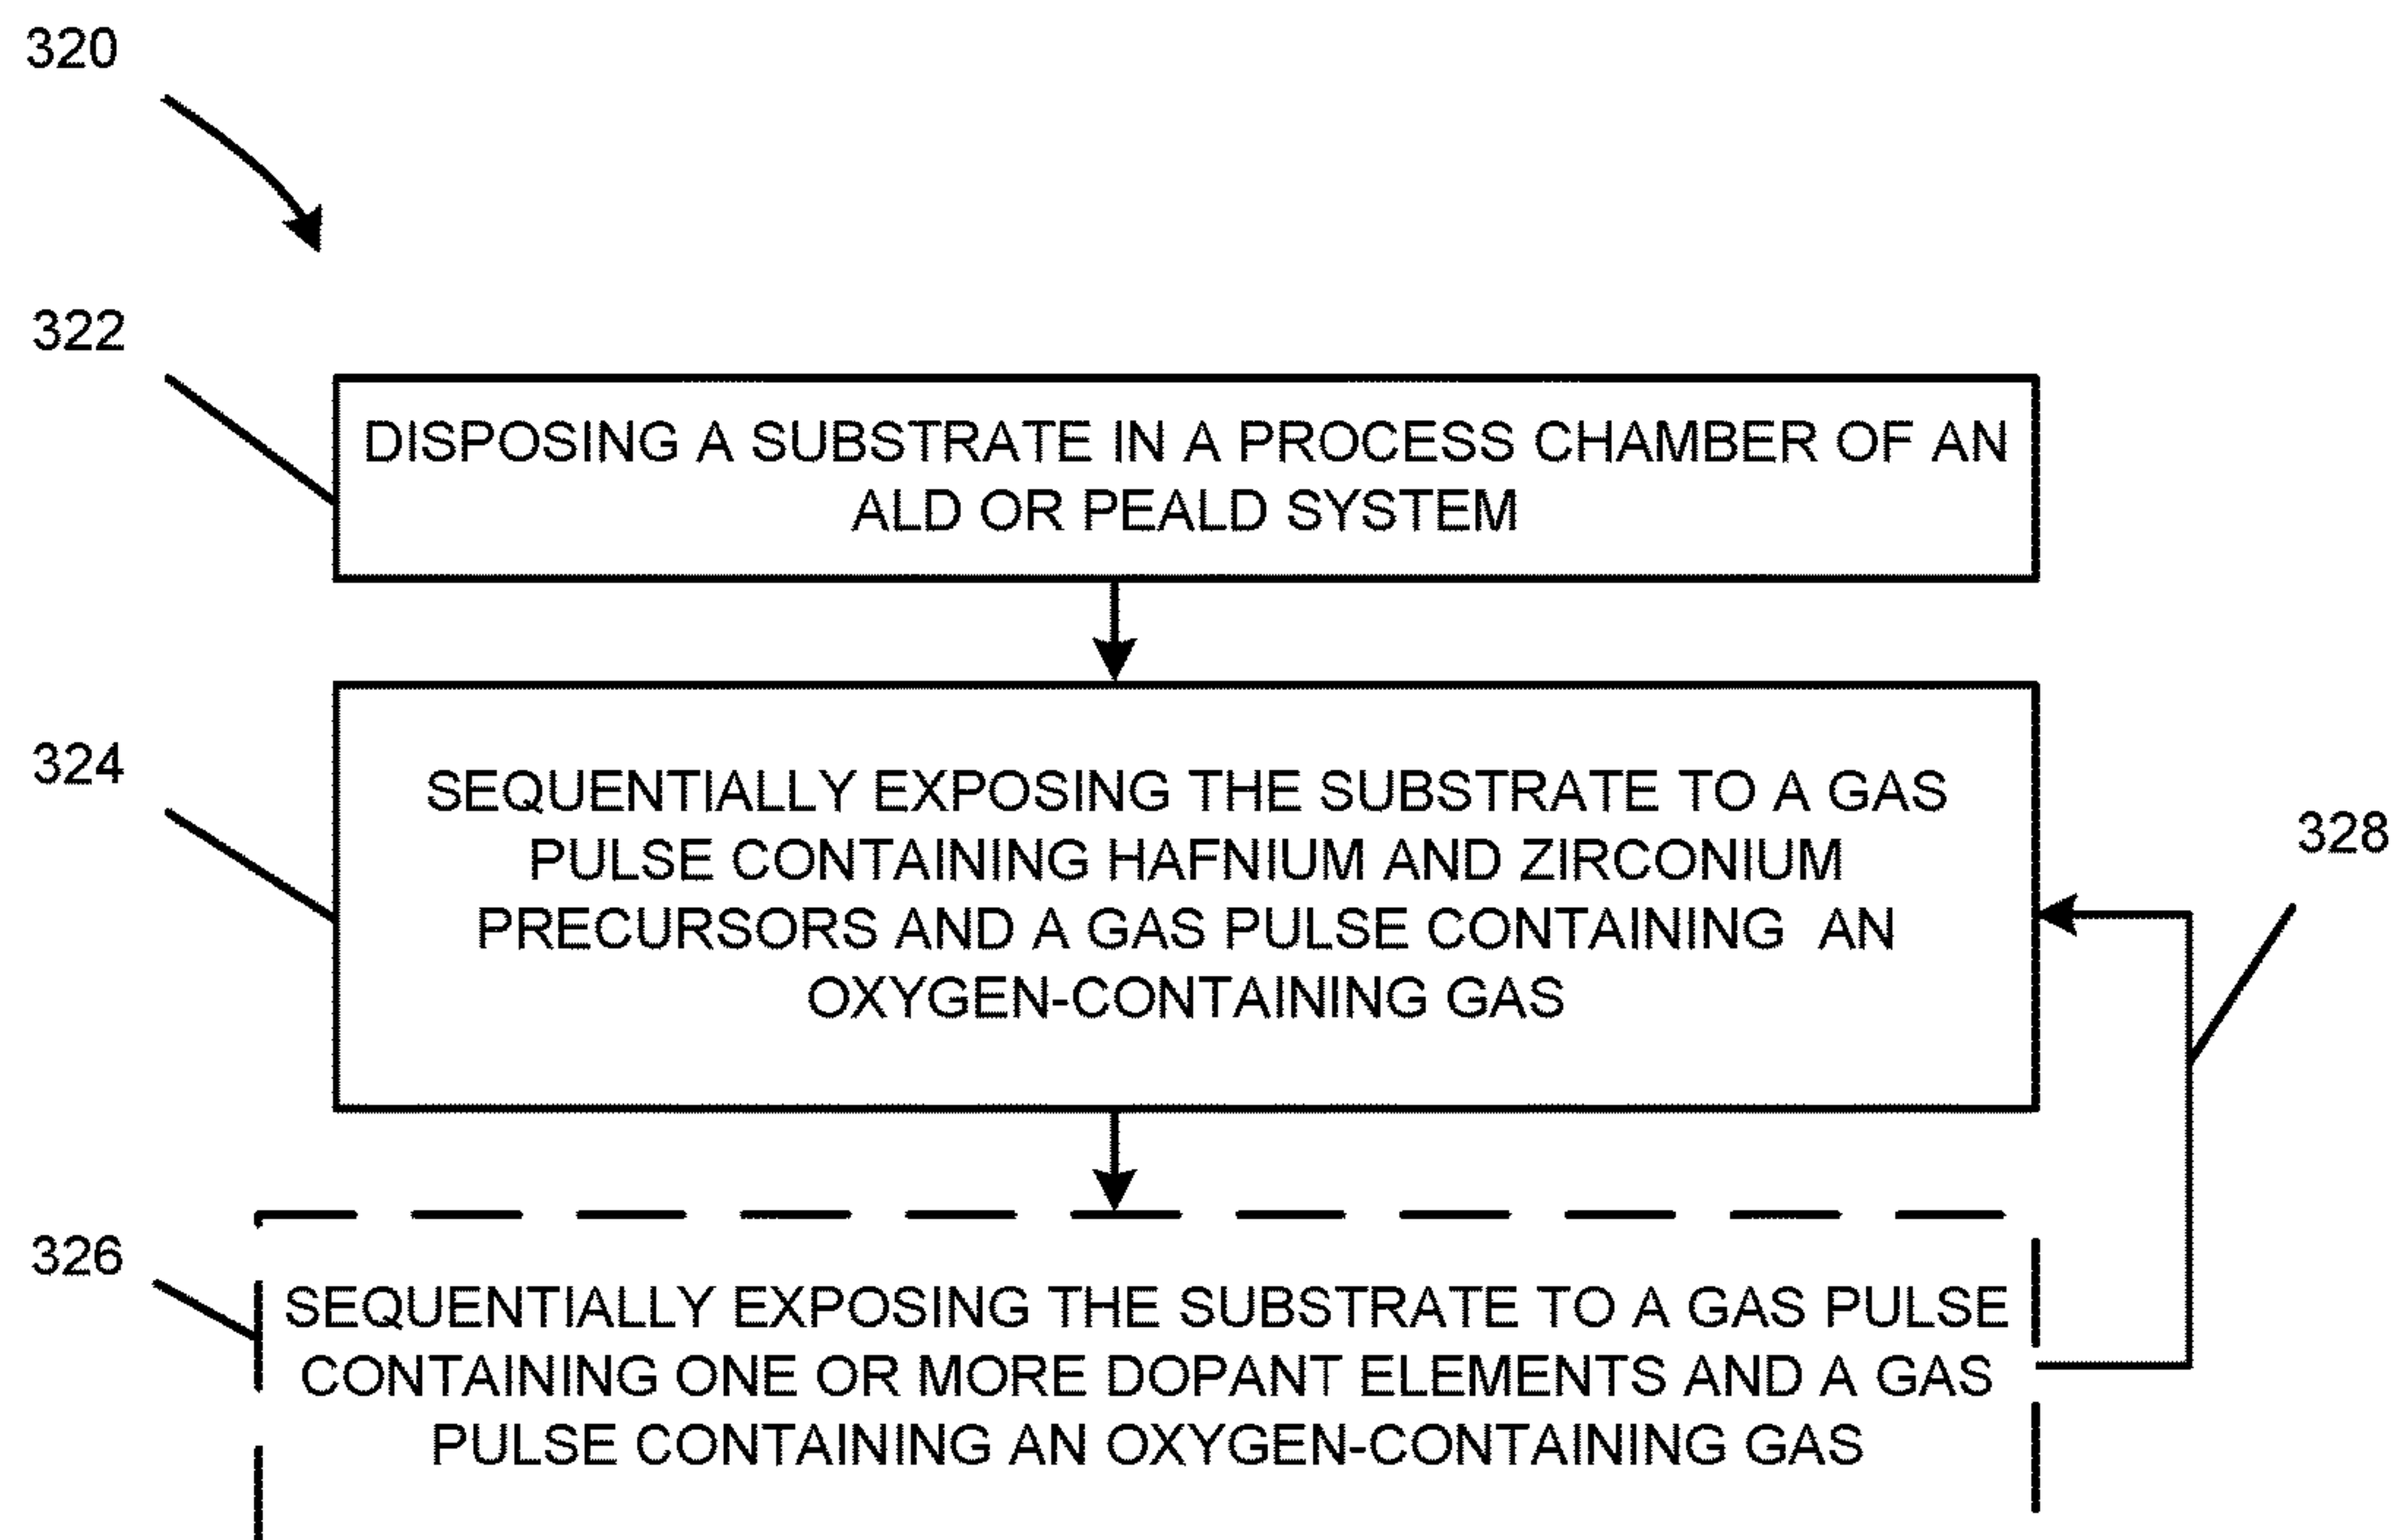 320
322
DISPOSING A SUBSTRATE IN A PROCESS CHAMBER OF AN
ALD OR PEALD SYSTEM
324
SEQUENTIALLY EXPOSING THE SUBSTRATE TO A GAS
PULSE CONTAINING HAFNIUM AND ZIRCONIUM
PRECURSORS AND A GAS PULSE CONTAINING AN
OXYGEN-CONTAINING GAS
328
326
SEQUENTIALLY EXPOSING THE SUBSTRATE TO A GAS PULSE
CONTAINING ONE OR MORE DOPANT ELEMENTS AND A GAS
PULSE CONTAINING AN OXYGEN-CONTAINING GAS